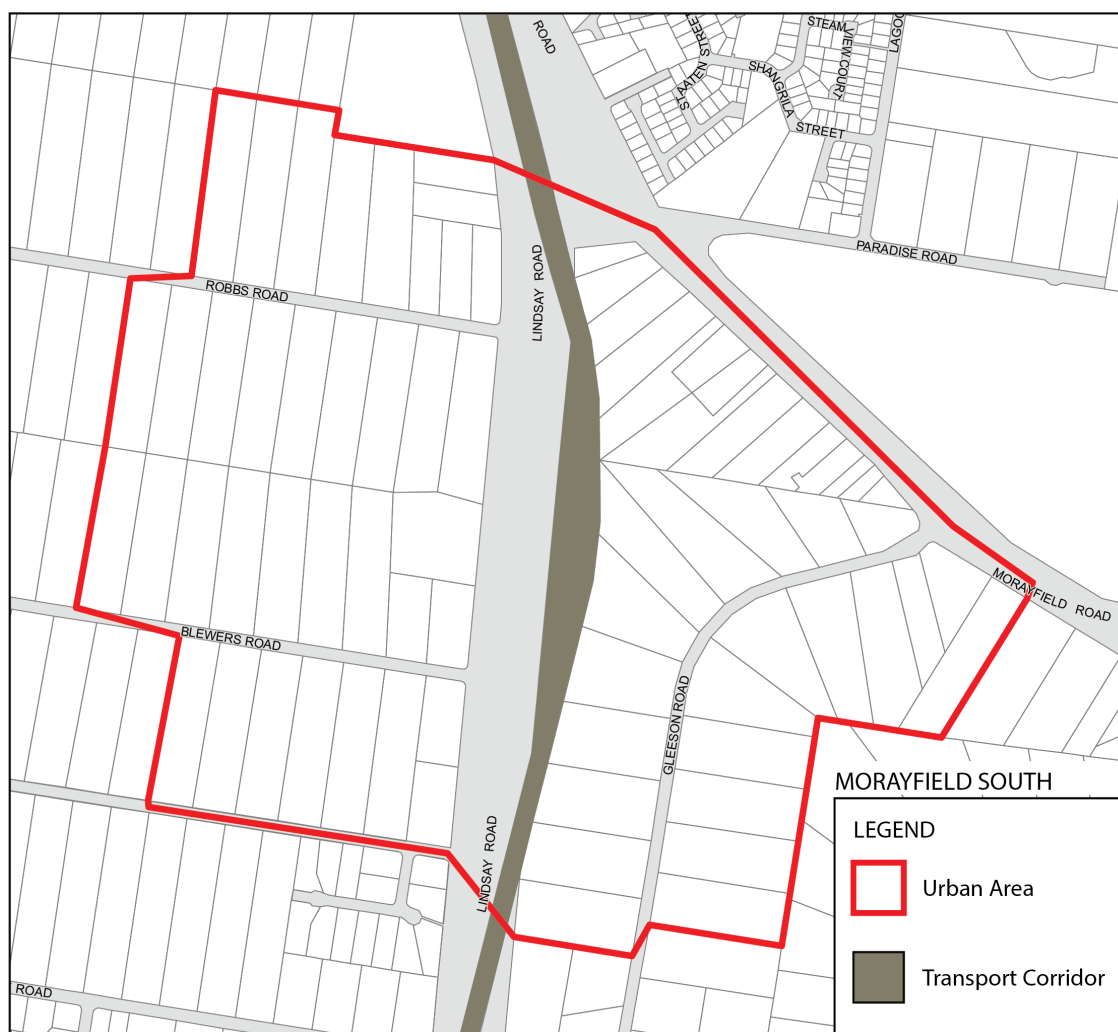 ROAD
STAATEN STREET
STEAM
VIEW COURT
LAGOO
SHANGRILA
STREET
PARADISE ROAD
LINDSAY ROAD
ROBBS ROAD
MORAYFIELD ROAD
BLEWERS ROAD
GLEESON ROAD
LINDSAY ROAD
ROAD
MORAYFIELD SOUTH
LEGEND
Urban Area
Transport Corridor